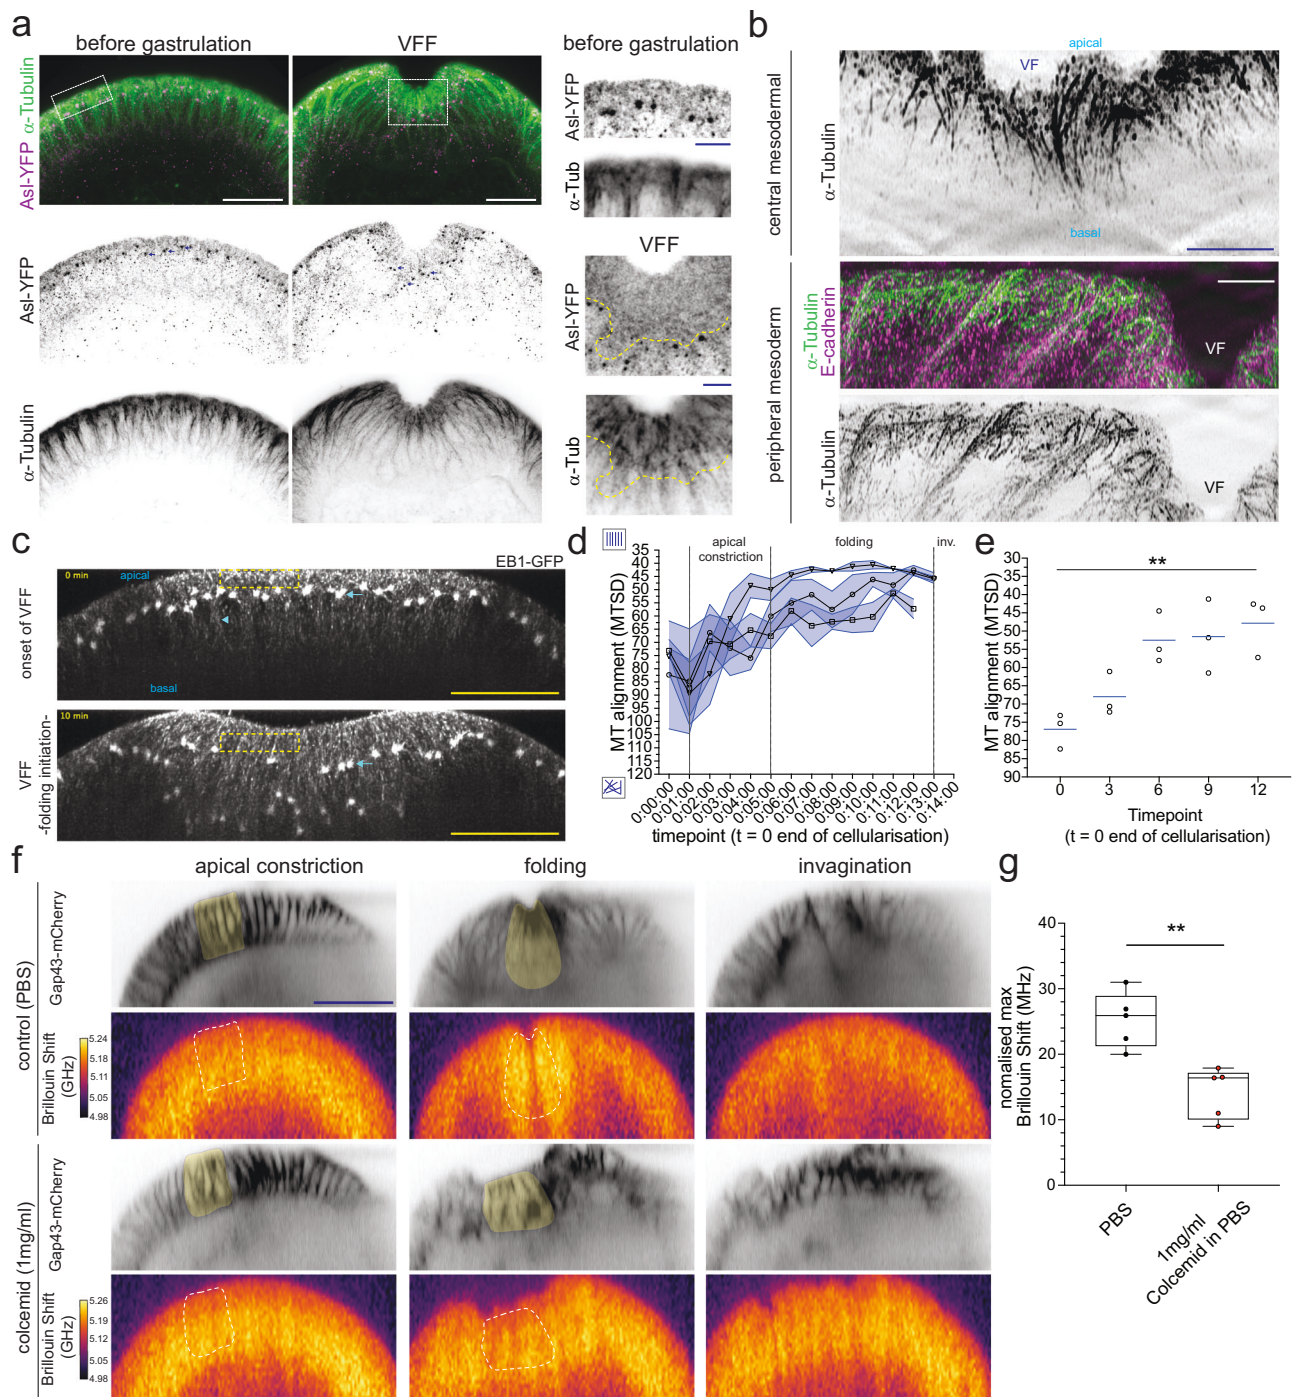 a
before gastrulation
VFF
before gastrulation
Asl-YFP α-Tubulin
Asl-YFP
α-Tub
Asl-YFP
VFF
Asl-YFP
α-Tubulin
α-Tub
b
central mesodermal
α-Tubulin
apical
VF
basal
peripheral mesoderm
α-Tubulin
E-cadherin
VF
α-Tubulin
VF
c
EB1-GFP
onset of VFF
0 min
apical
basal
VFF
-folding initiation-
10 min
d
apical
constriction
folding
inv.
MT alignment (MTSD)
35
40
45
50
55
60
65
70
75
80
85
90
95
100
105
110
115
120
0:00:00
0:01:00
0:02:00
0:03:00
0:04:00
0:05:00
0:06:00
0:07:00
0:08:00
0:09:00
0:10:00
0:11:00
0:12:00
0:13:00
0:14:00
timepoint (t = 0 end of cellularisation)
e
**
MT alignment (MTSD)
30
35
40
45
50
55
60
65
70
75
80
85
90
0 3 6 9 12
Timepoint
(t = 0 end of cellularisation)
f
apical constriction
folding
invagination
control (PBS)
Gap43-mCherry
Brillouin Shift
(GHz)
5.24
5.18
5.12
5.05
4.98
colcemid (1mg/ml)
Gap43-mCherry
Brillouin Shift
(GHz)
5.26
5.19
5.12
5.05
4.98
g
**
nomalised max
Brillouin Shift (MHz)
40
30
20
10
0
PBS
1mg/ml
Colcemid in PBS